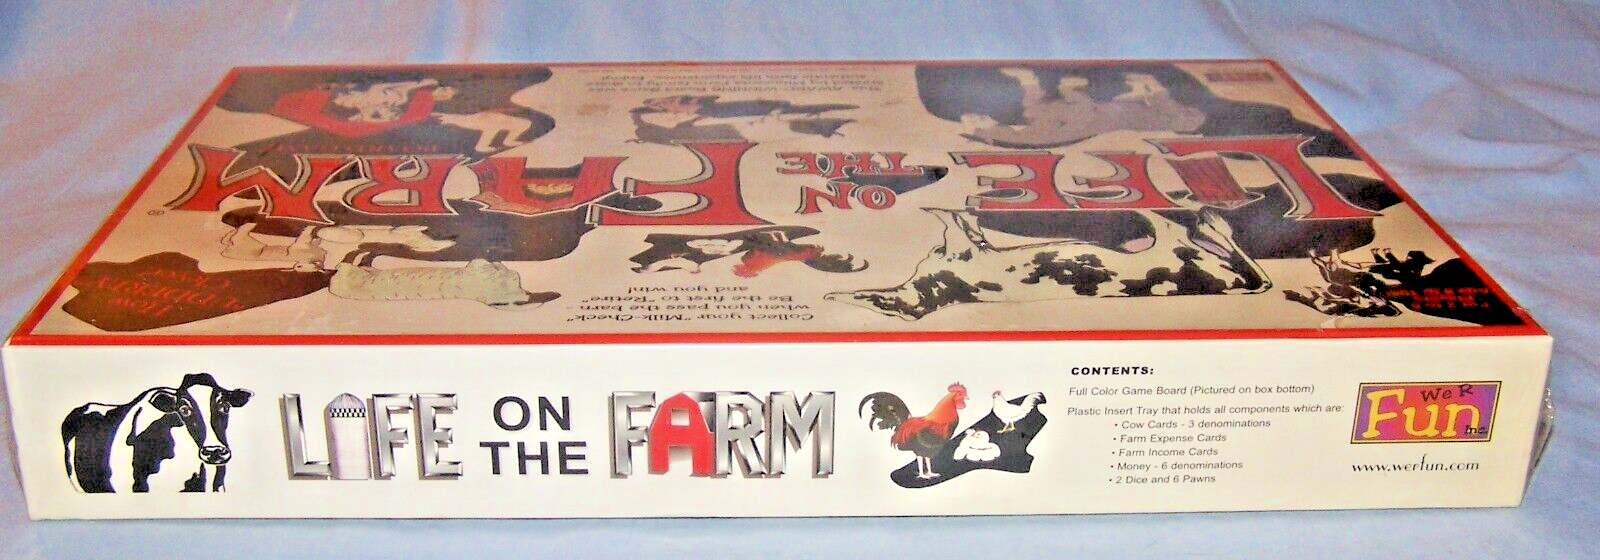 LIFE
ON
THE
FARM
®
Collect your "Milk-Check"
when you pass the barn -
Be the first to "Retire"
and you win!
LIFE ON THE FARM
CONTENTS:
Full Color Game Board (Pictured on box bottom)
Plastic Insert Tray that holds all components which are:
• Cow Cards - 3 denominations
• Farm Expense Cards
• Farm Income Cards
• Money - 6 denominations
• 2 Dice and 6 Pawns
We R
Fun
Inc.
www.werfun.com